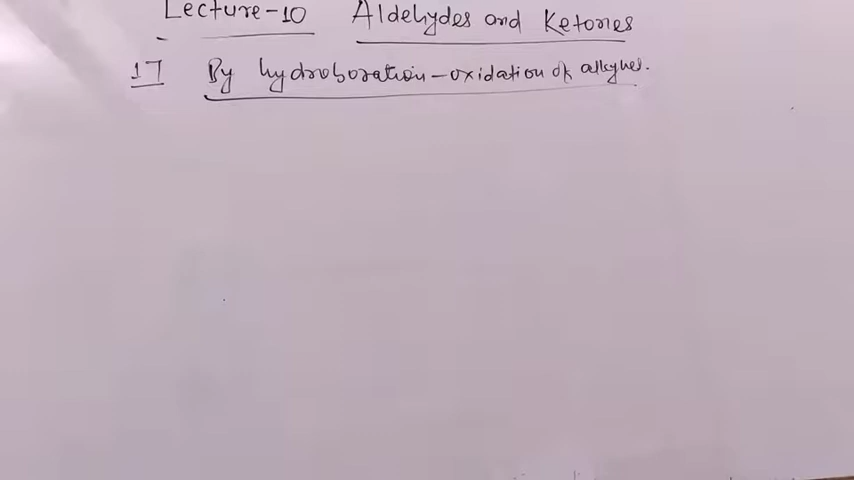 Lecture-10 Aldehydes and Ketones
17 By hydroboration-oxidation of alkynes.